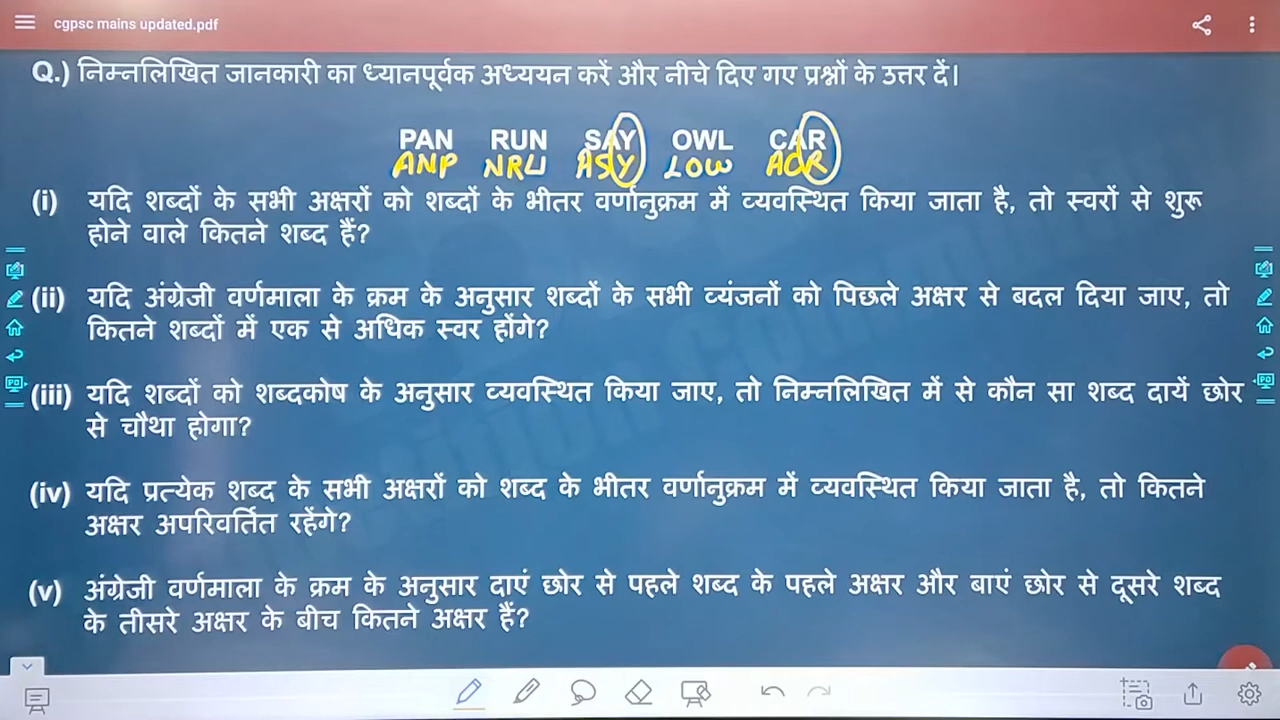 cgpsc mains updated.pdf
Q.) निम्नलिखित जानकारी का ध्यानपूर्वक अध्ययन करें और नीचे दिए गए प्रश्नों के उत्तर दें।
PAN RUN SAY OWL CAR
ANP NRU ASY LOW ACR
(i) यदि शब्दों के सभी अक्षरों को शब्दों के भीतर वर्णानुक्रम में व्यवस्थित किया जाता है, तो स्वरों से शुरू
होने वाले कितने शब्द हैं?
(ii) यदि अंग्रेजी वर्णमाला के क्रम के अनुसार शब्दों के सभी व्यंजनों को पिछले अक्षर से बदल दिया जाए, तो
कितने शब्दों में एक से अधिक स्वर होंगे?
(iii) यदि शब्दों को शब्दकोष के अनुसार व्यवस्थित किया जाए, तो निम्नलिखित में से कौन सा शब्द दायें छोर
से चौथा होगा?
(iv) यदि प्रत्येक शब्द के सभी अक्षरों को शब्द के भीतर वर्णानुक्रम में व्यवस्थित किया जाता है, तो कितने
अक्षर अपरिवर्तित रहेंगे?
(v) अंग्रेजी वर्णमाला के क्रम के अनुसार दाएं छोर से पहले शब्द के पहले अक्षर और बाएं छोर से दूसरे शब्द
के तीसरे अक्षर के बीच कितने अक्षर हैं?